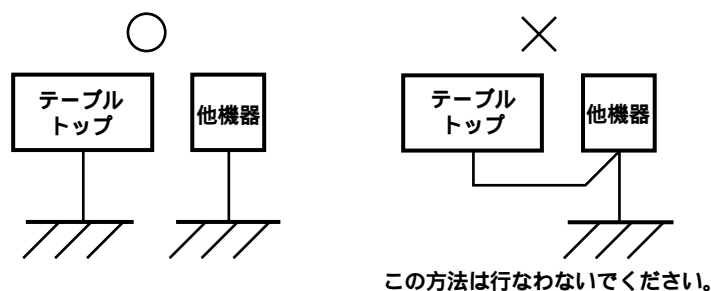 テーブル
トップ
他機器
テーブル
トップ
他機器
この方法は行なわないでください。